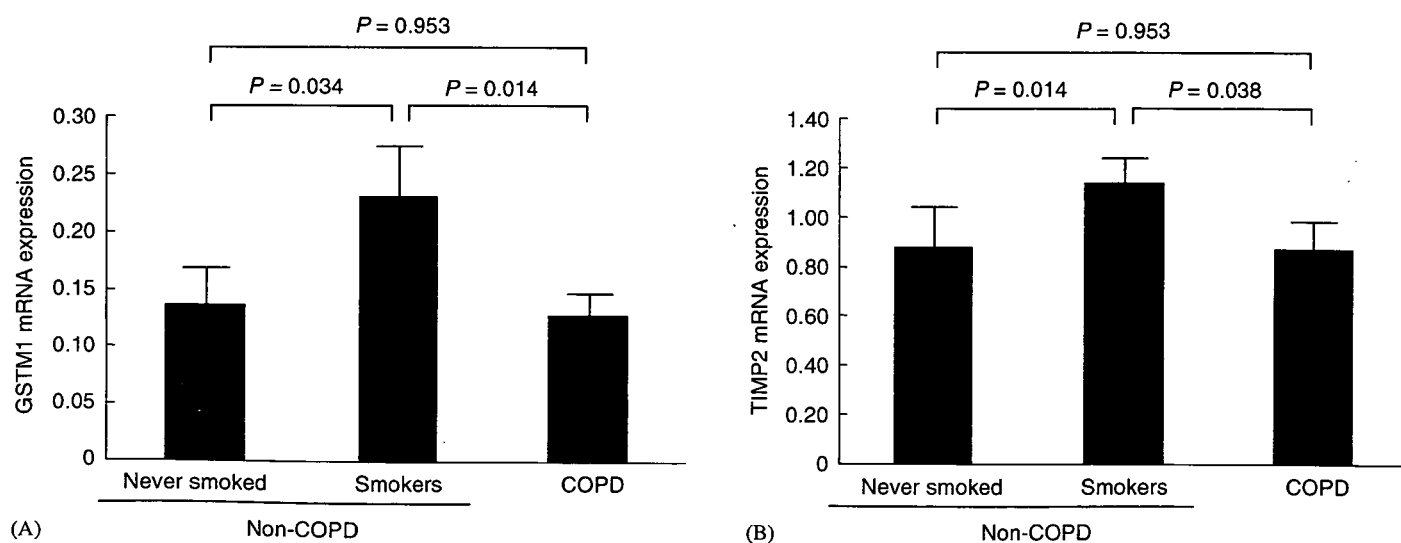 P = 0.953
P = 0.034
P = 0.014
0.30
0.25
0.20
0.15
0.10
0.05
0
GSTM1 mRNA expression
Never smoked
Smokers
COPD
Non-COPD
(A)
P = 0.953
P = 0.014
P = 0.038
1.40
1.20
1.00
0.80
0.60
0.40
0.20
0
TIMP2 mRNA expression
Never smoked
Smokers
COPD
Non-COPD
(B)